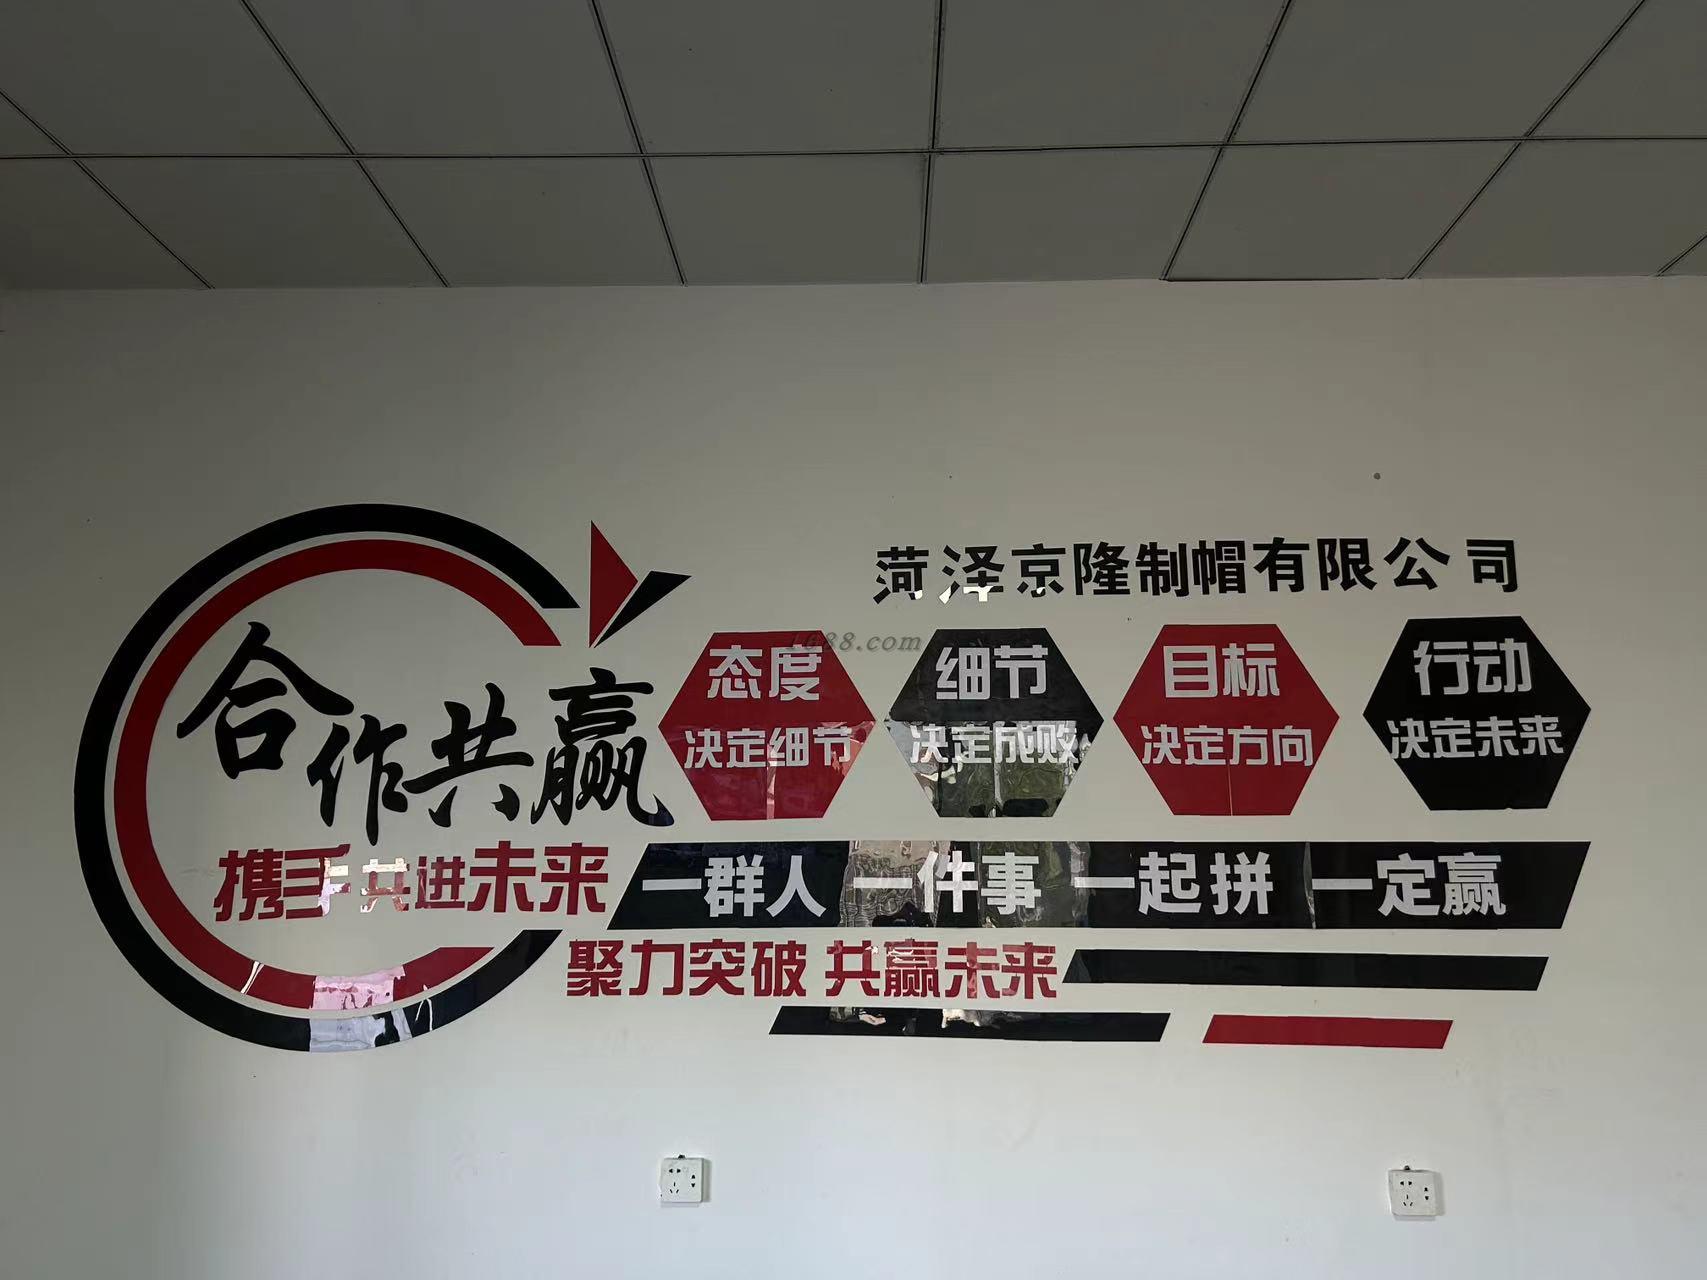 菏泽京隆制帽有限公司
1688.com
合作共赢
态度
决定细节
细节
决定成败
目标
决定方向
行动
决定未来
携手共进未来
一群人 一件事 一起拼 一定赢
聚力突破 共赢未来